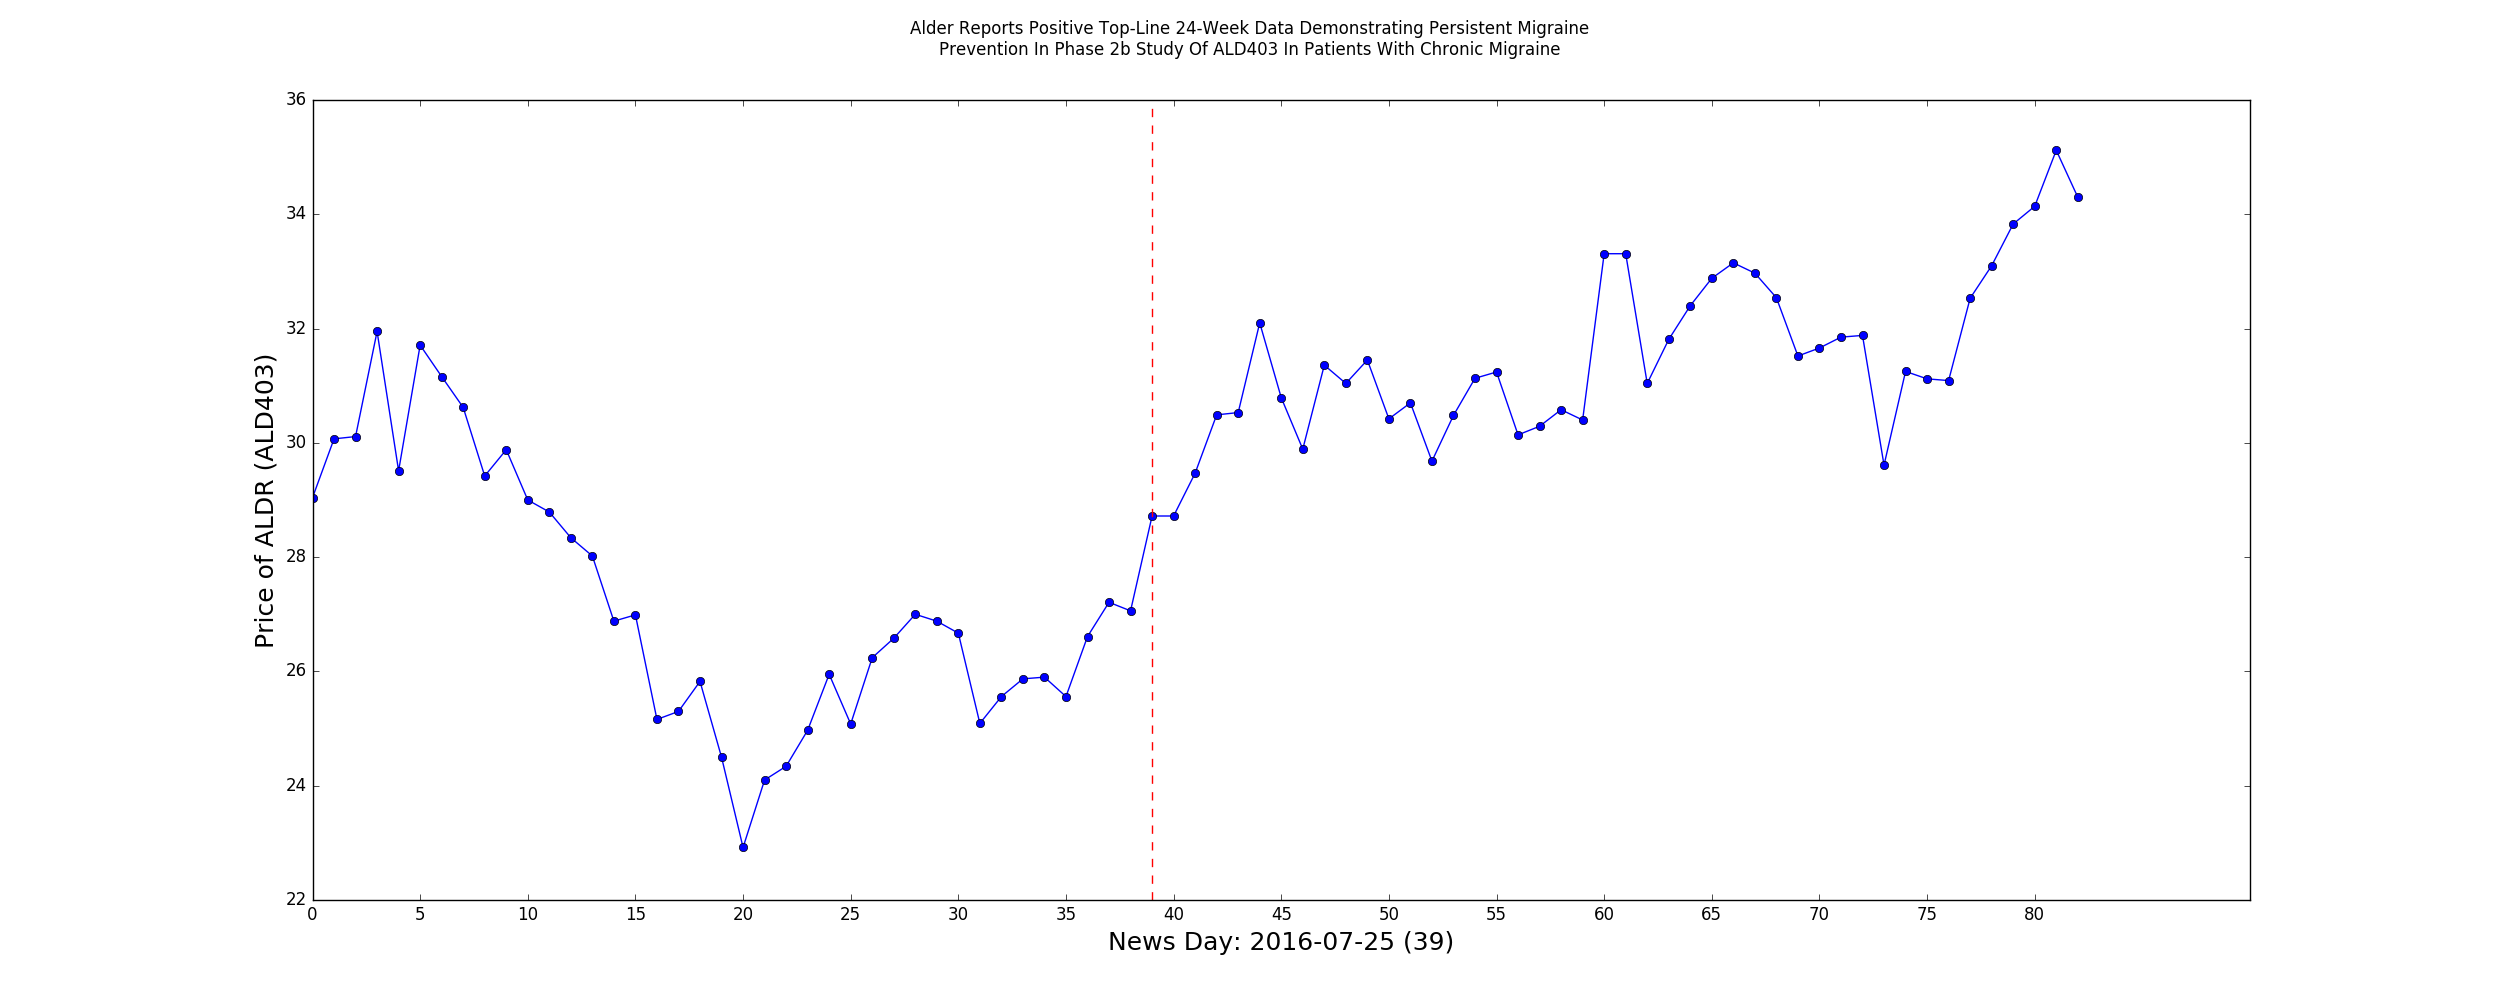 Alder Reports Positive Top-Line 24-Week Data Demonstrating Persistent Migraine
Prevention In Phase 2b Study Of ALD403 In Patients With Chronic Migraine
36
34
32
30
28
26
24
22
Price of ALDR (ALD403)
0 5 10 15 20 25 30 35 40 45 50 55 60 65 70 75 80
News Day: 2016-07-25 (39)